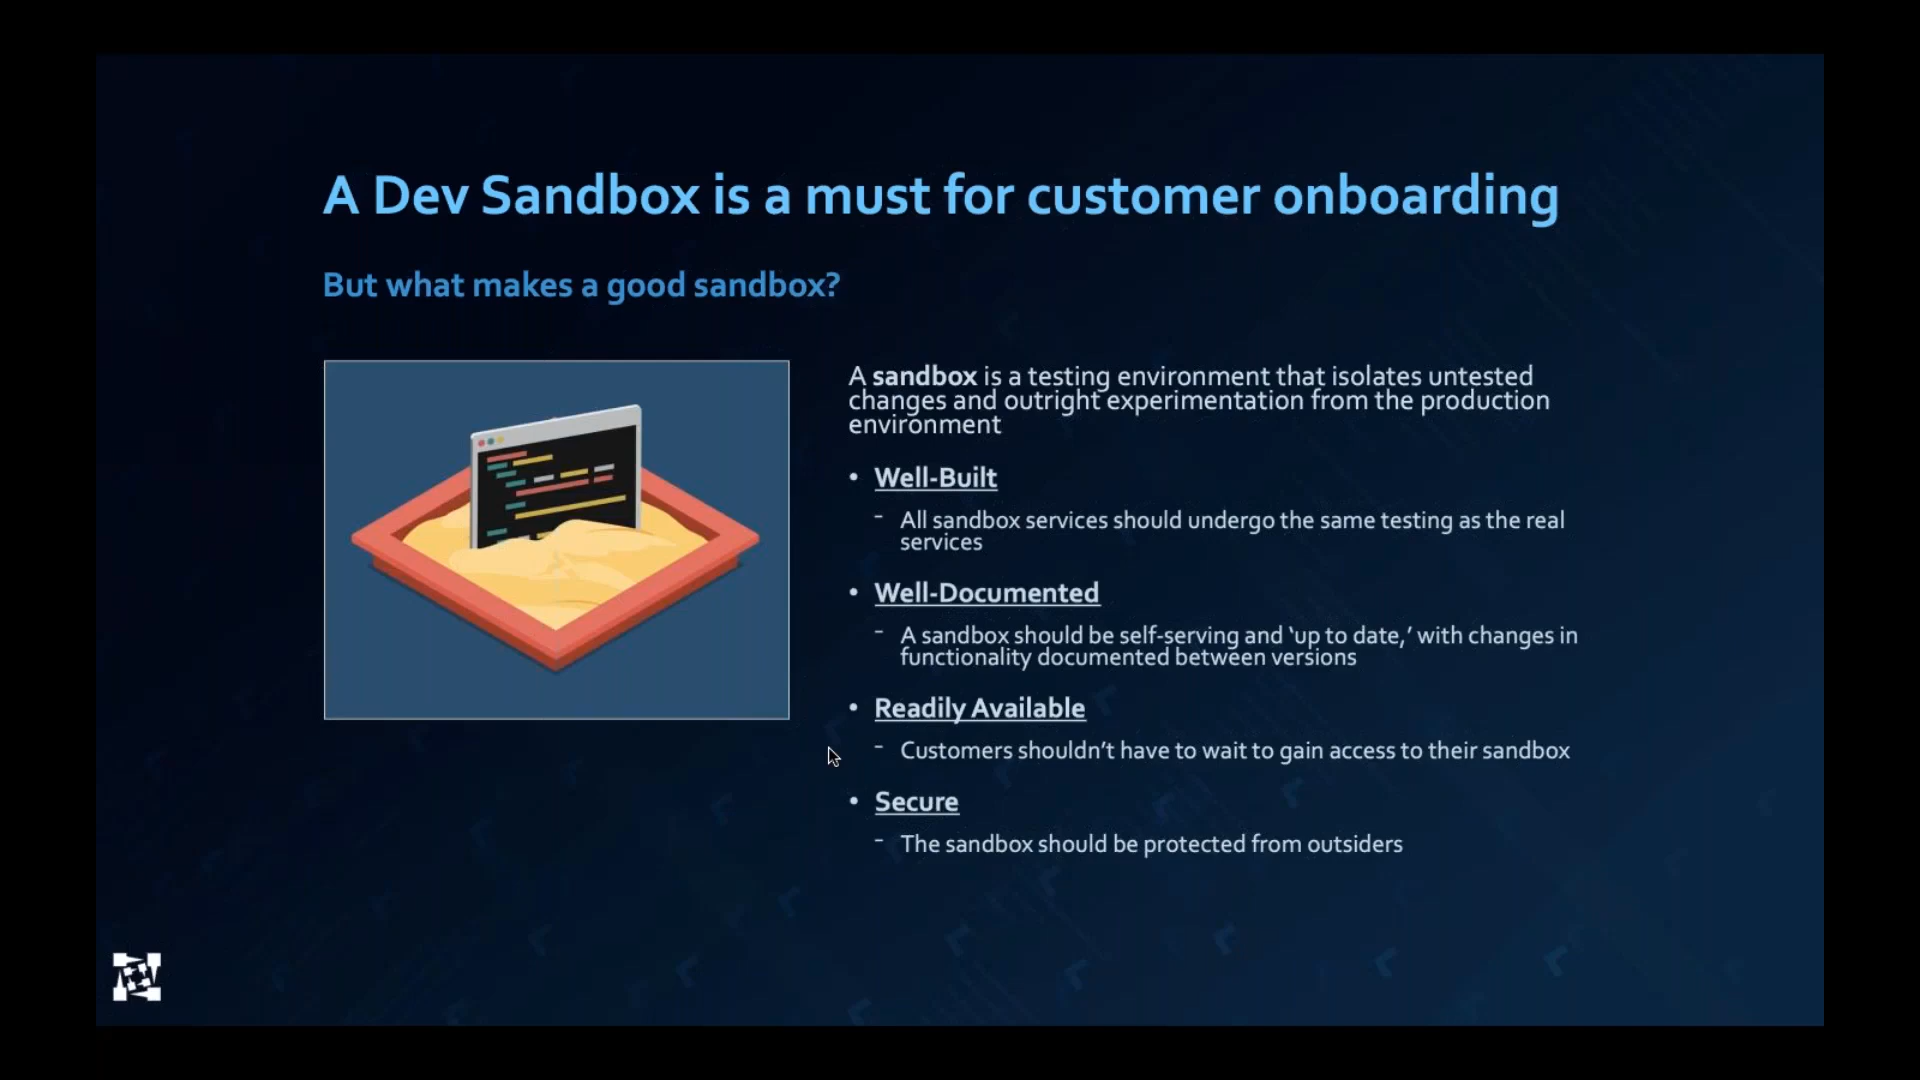 A Dev Sandbox is a must for customer onboarding
But what makes a good sandbox?
A sandbox is a testing environment that isolates untested
changes and outright experimentation from the production
environment
• Well-Built
- All sandbox services should undergo the same testing as the real
services
• Well-Documented
- A sandbox should be self-serving and ‘up to date,’ with changes in
functionality documented between versions
• Readily Available
- Customers shouldn’t have to wait to gain access to their sandbox
• Secure
- The sandbox should be protected from outsiders